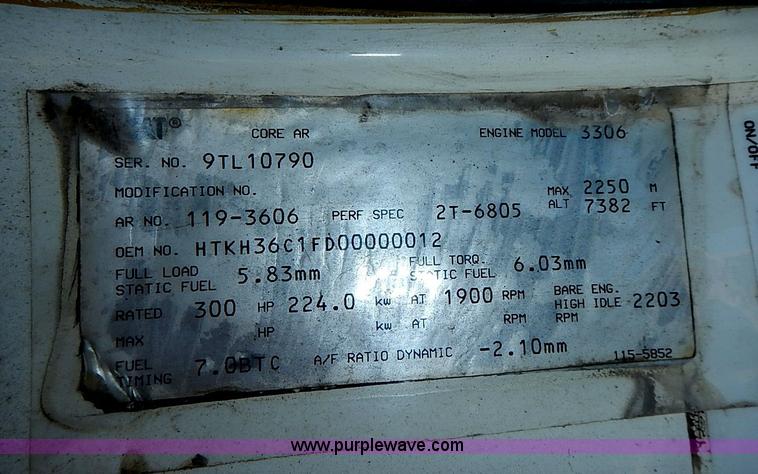 AT®
CORE AR ENGINE MODEL 3306
SER. NO. 9TL10790
MODIFICATION NO. MAX 2250 M
AR NO. 119-3606 PERF SPEC 2T-6805 ALT 7382 FT
OEM NO. HTKH36C1FD00000012
FULL LOAD STATIC FUEL 5.83mm FULL TORQ. STATIC FUEL 6.03mm
RATED 300 HP 224.0 kw AT 1900 RPM BARE ENG. HIGH IDLE 2203 RPM
MAX HP kw AT RPM
FUEL TIMING 7.0BTC A/F RATIO DYNAMIC -2.10mm 115-5852
ON/OFF
www.purplewave.com